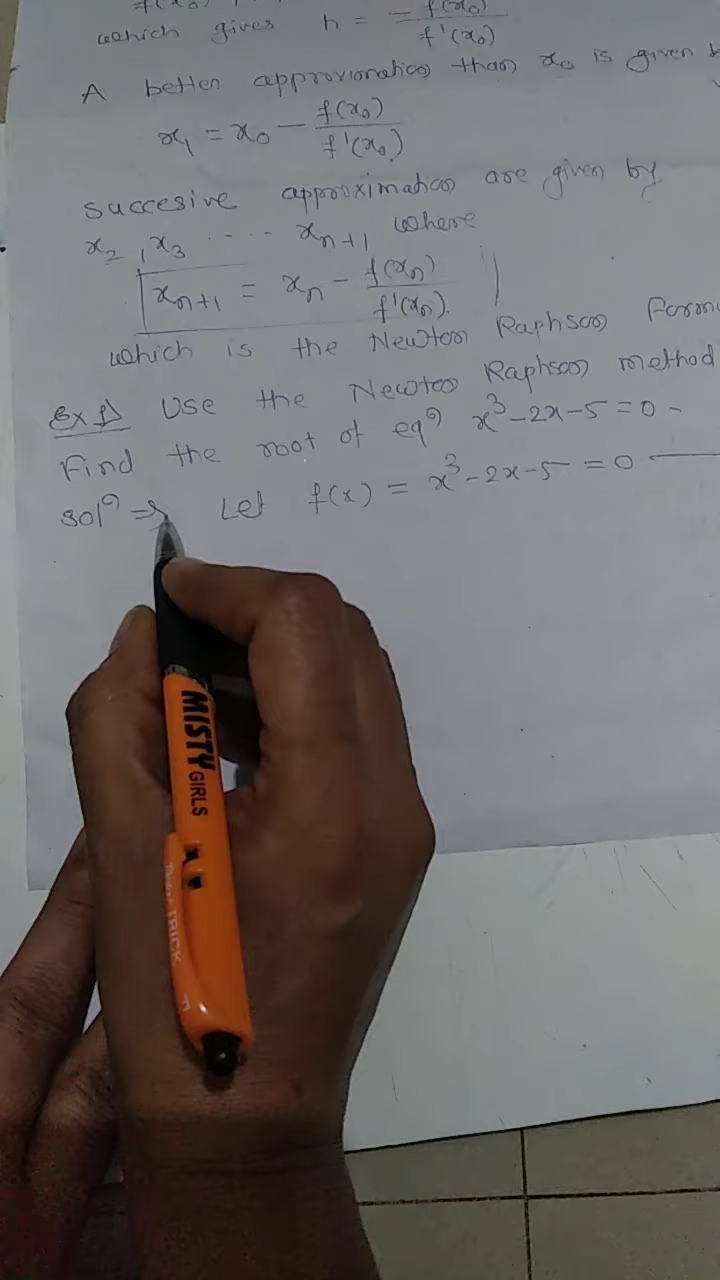 f(x₀)
which gives h = -f(x₀)/f'(x₀)
A better approximation than x₀ is given
x₁ = x₀ - f(x₀)/f'(x₀)
succesive approximation are given by
x₂, x₃ ---- xₙ₊₁ where
xₙ₊₁ = xₙ - f(xₙ)/f'(xₙ).
which is the Newton Raphson Form
Ex 1) Use the Newton Raphson method
Find the root of eqⁿ x³-2x-5=0-
solⁿ => Let f(x) = x³-2x-5 = 0 —
MISTY GIRLS
TRICK